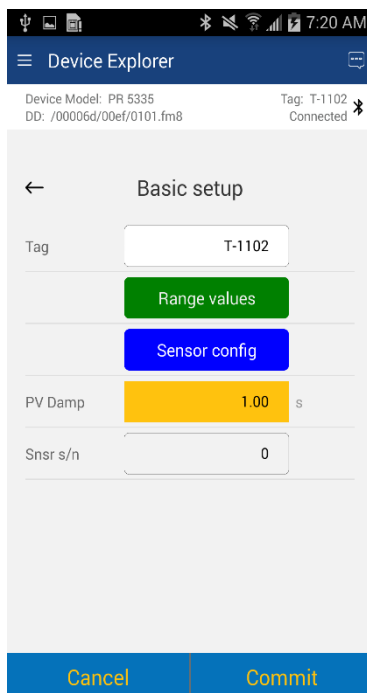 7:20 AM
Device Explorer
Device Model: PR 5335
Tag: T-1102
DD: /00006d/00ef/0101.fm8
Connected
Basic setup
Tag T-1102
Range values
Sensor config
PV Damp 1.00 s
Snsr s/n 0
Cancel Commit